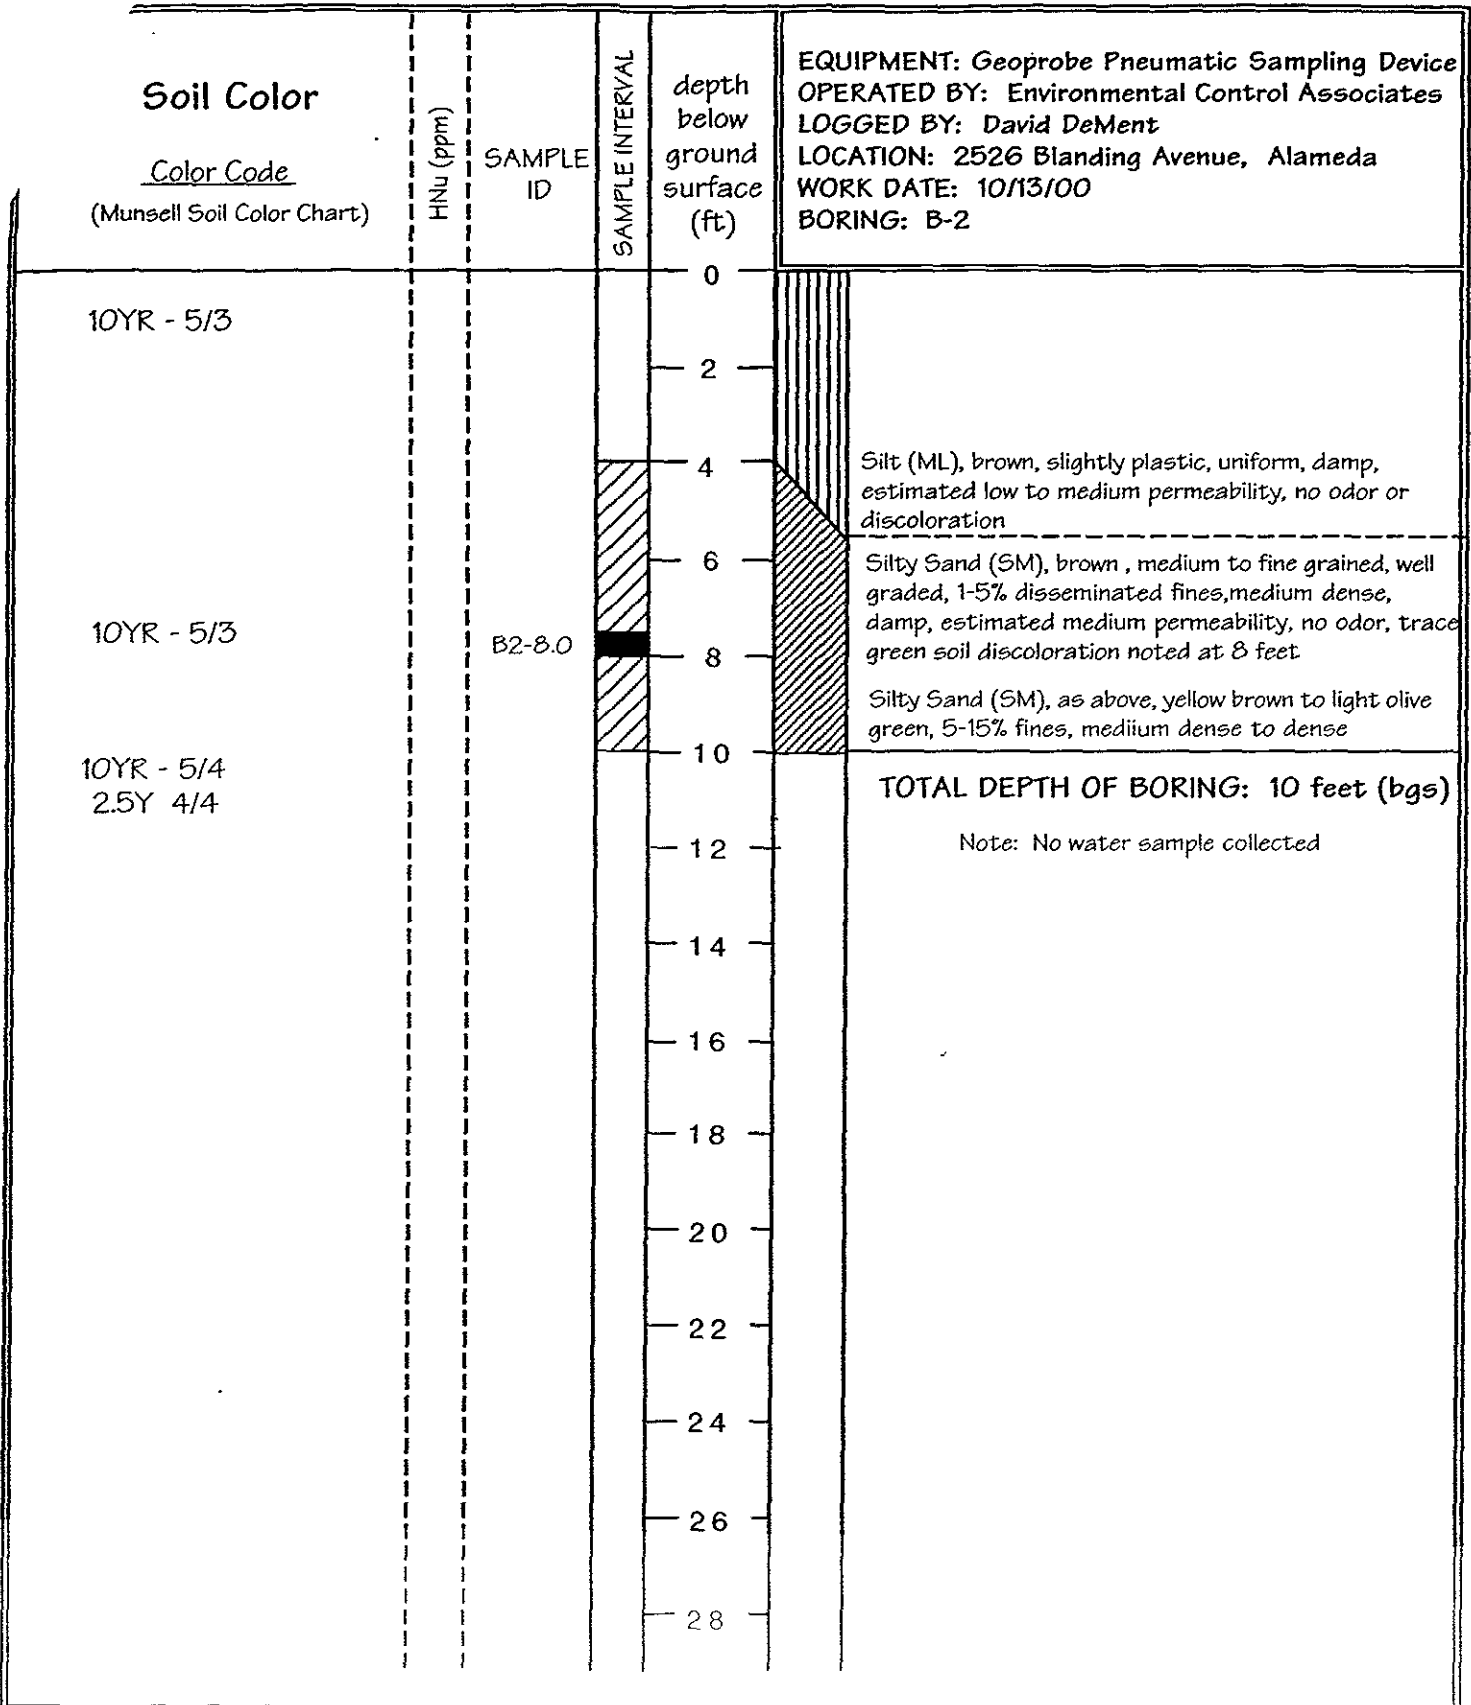 Soil Color
Color Code
(Munsell Soil Color Chart)
HNu (ppm)
SAMPLE
ID
SAMPLE INTERVAL
depth
below
ground
surface
(ft)
EQUIPMENT: Geoprobe Pneumatic Sampling Device
OPERATED BY: Environmental Control Associates
LOGGED BY: David DeMent
LOCATION: 2526 Blanding Avenue, Alameda
WORK DATE: 10/13/00
BORING: B-2
0
10YR - 5/3
2
4
Silt (ML), brown, slightly plastic, uniform, damp,
estimated low to medium permeability, no odor or
discoloration
6
Silty Sand (SM), brown , medium to fine grained, well
graded, 1-5% disseminated fines,medium dense,
damp, estimated medium permeability, no odor, trace
green soil discoloration noted at 8 feet
10YR - 5/3
B2-8.0
8
Silty Sand (SM), as above, yellow brown to light olive
green, 5-15% fines, mediium dense to dense
10
10YR - 5/4
2.5Y 4/4
TOTAL DEPTH OF BORING: 10 feet (bgs)
Note: No water sample collected
12
14
16
18
20
22
24
26
28